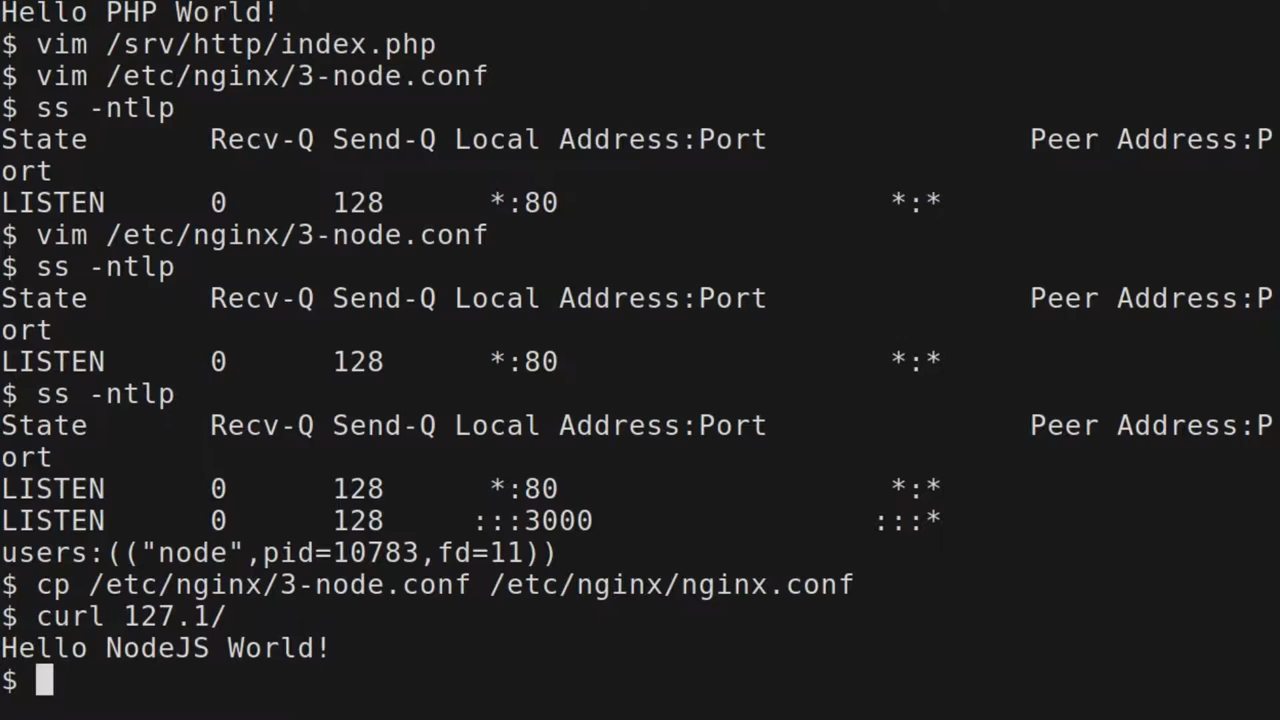 Hello PHP World!
$ vim /srv/http/index.php
$ vim /etc/nginx/3-node.conf
$ ss -ntlp
State Recv-Q Send-Q Local Address:Port Peer Address:P
ort
LISTEN 0 128 *:80 *:*
$ vim /etc/nginx/3-node.conf
$ ss -ntlp
State Recv-Q Send-Q Local Address:Port Peer Address:P
ort
LISTEN 0 128 *:80 *:*
$ ss -ntlp
State Recv-Q Send-Q Local Address:Port Peer Address:P
ort
LISTEN 0 128 *:80 *:*
LISTEN 0 128 :::3000 :::*
users:(("node",pid=10783,fd=11))
$ cp /etc/nginx/3-node.conf /etc/nginx/nginx.conf
$ curl 127.1/
Hello NodeJS World!
$